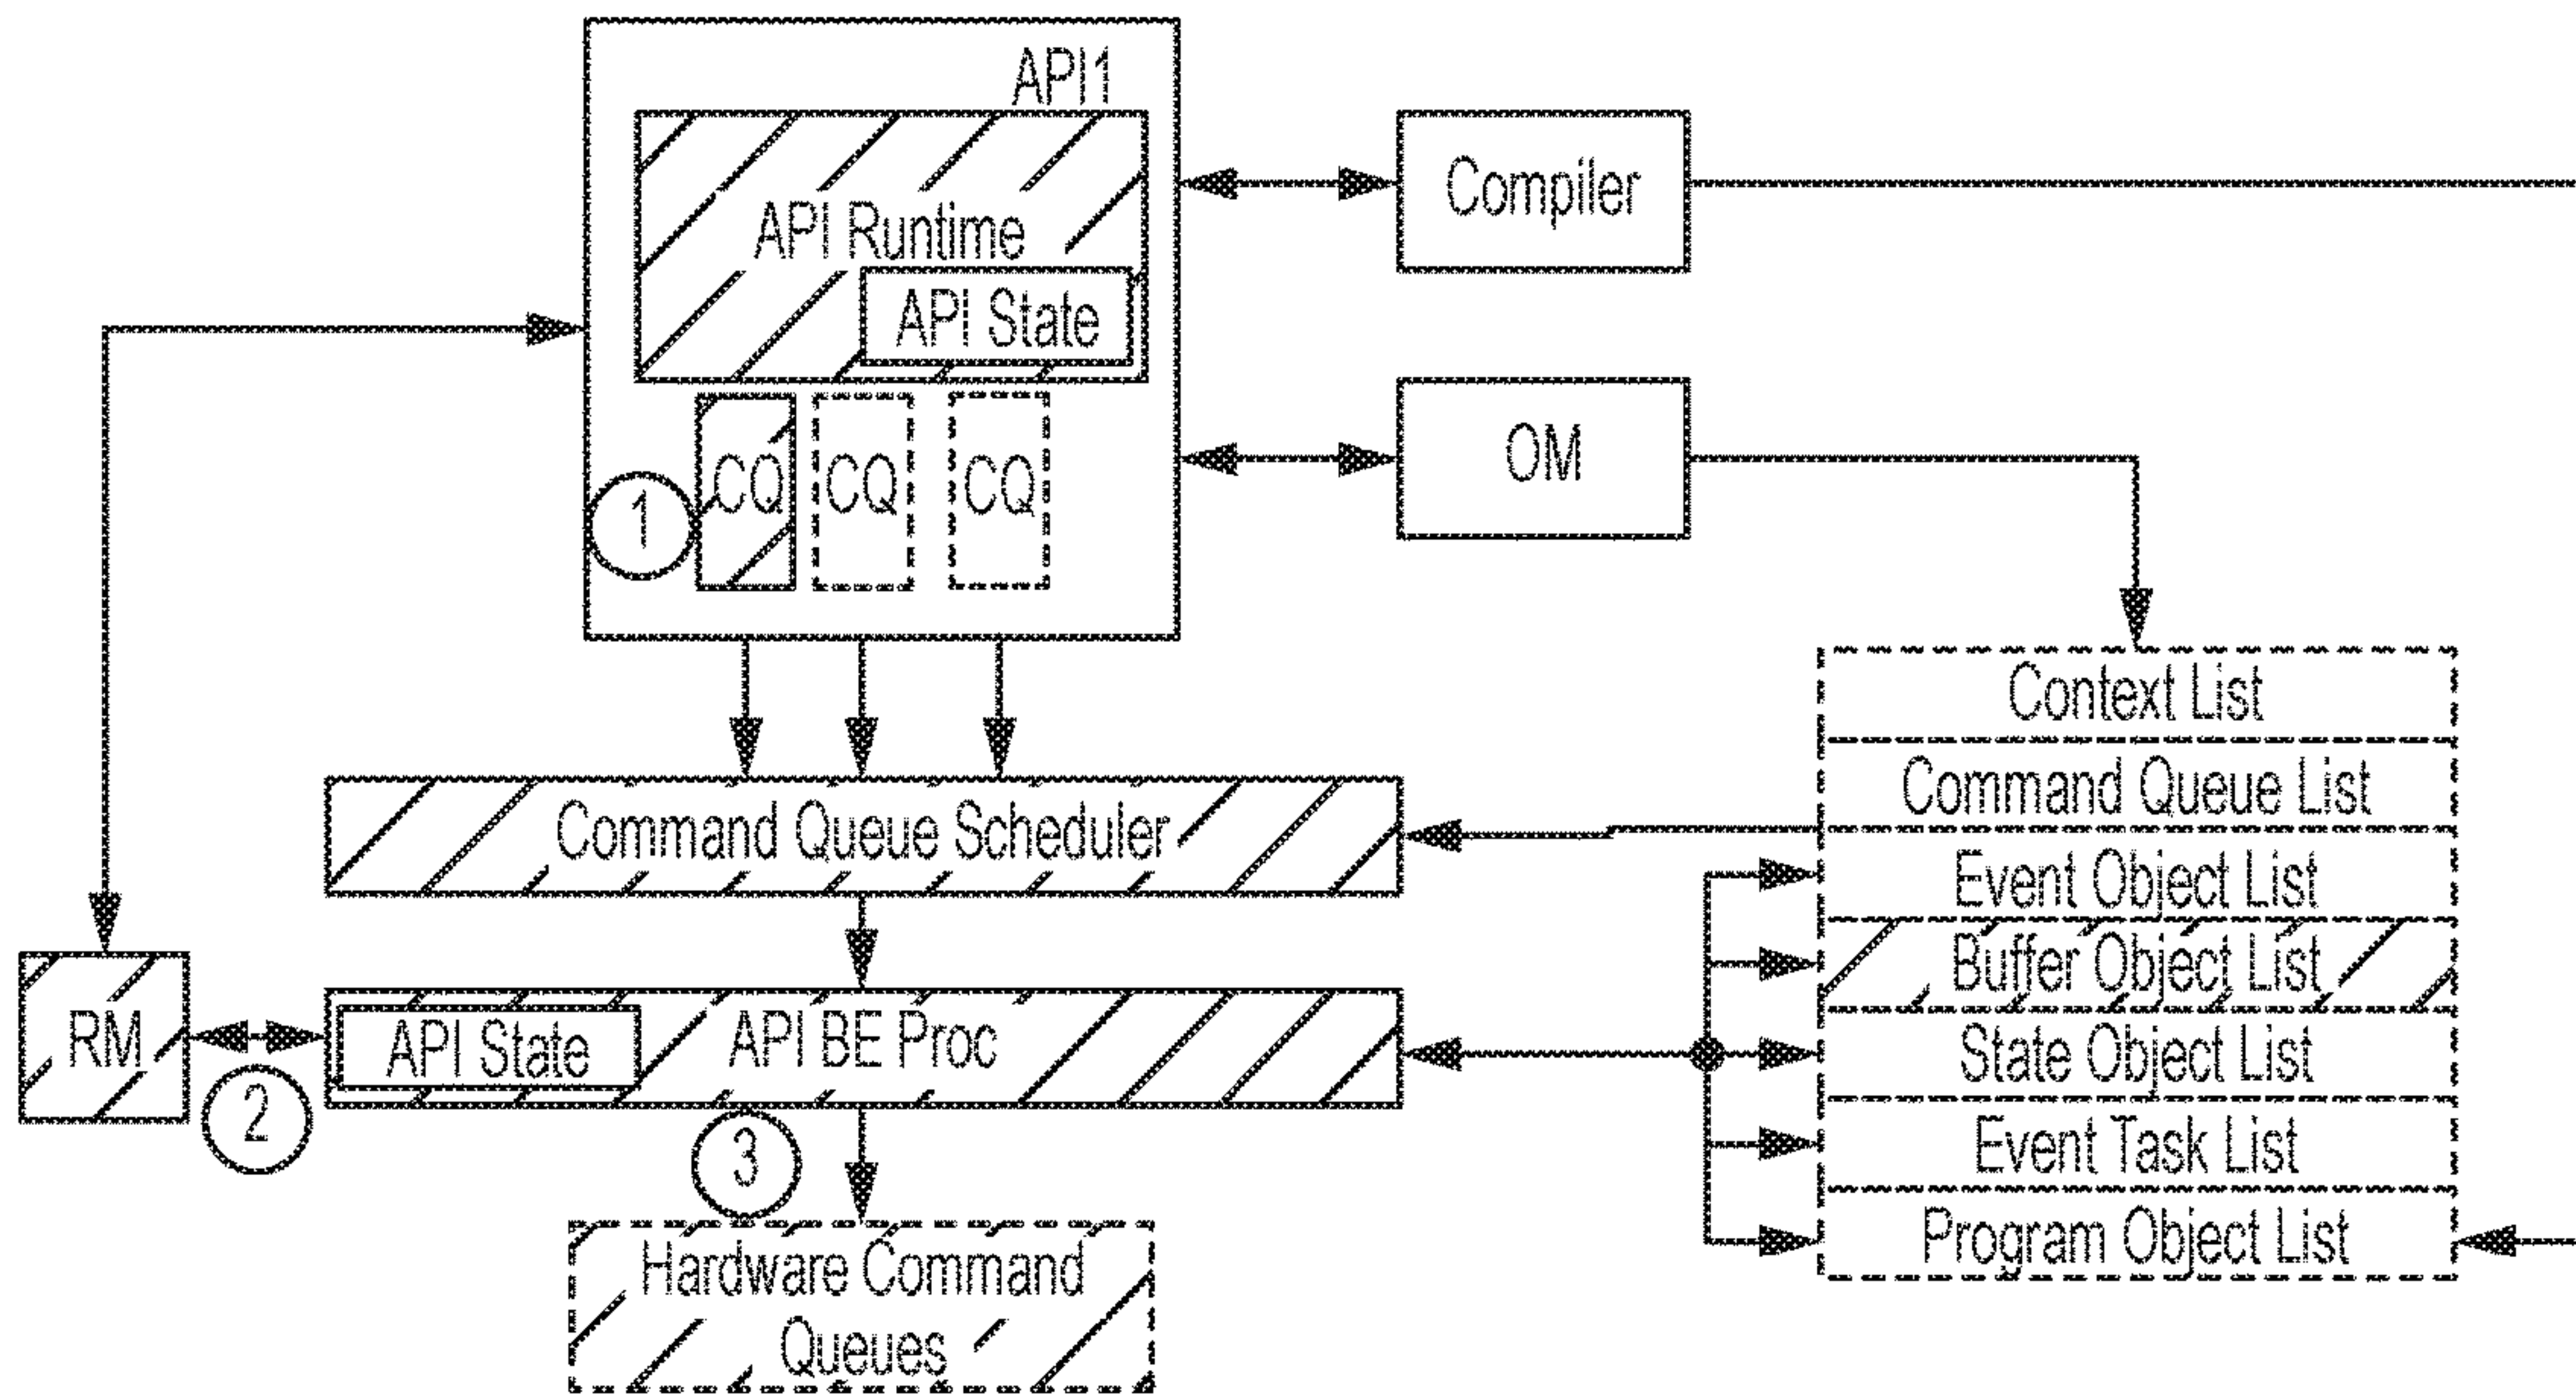 API1
API Runtime
API State
Compiler
CQ
CQ
CQ
1
OM
Context List
Command Queue List
Command Queue Scheduler
Event Object List
Buffer Object List
RM
API State
API BE Proc
State Object List
2
3
Event Task List
Program Object List
Hardware Command
Queues